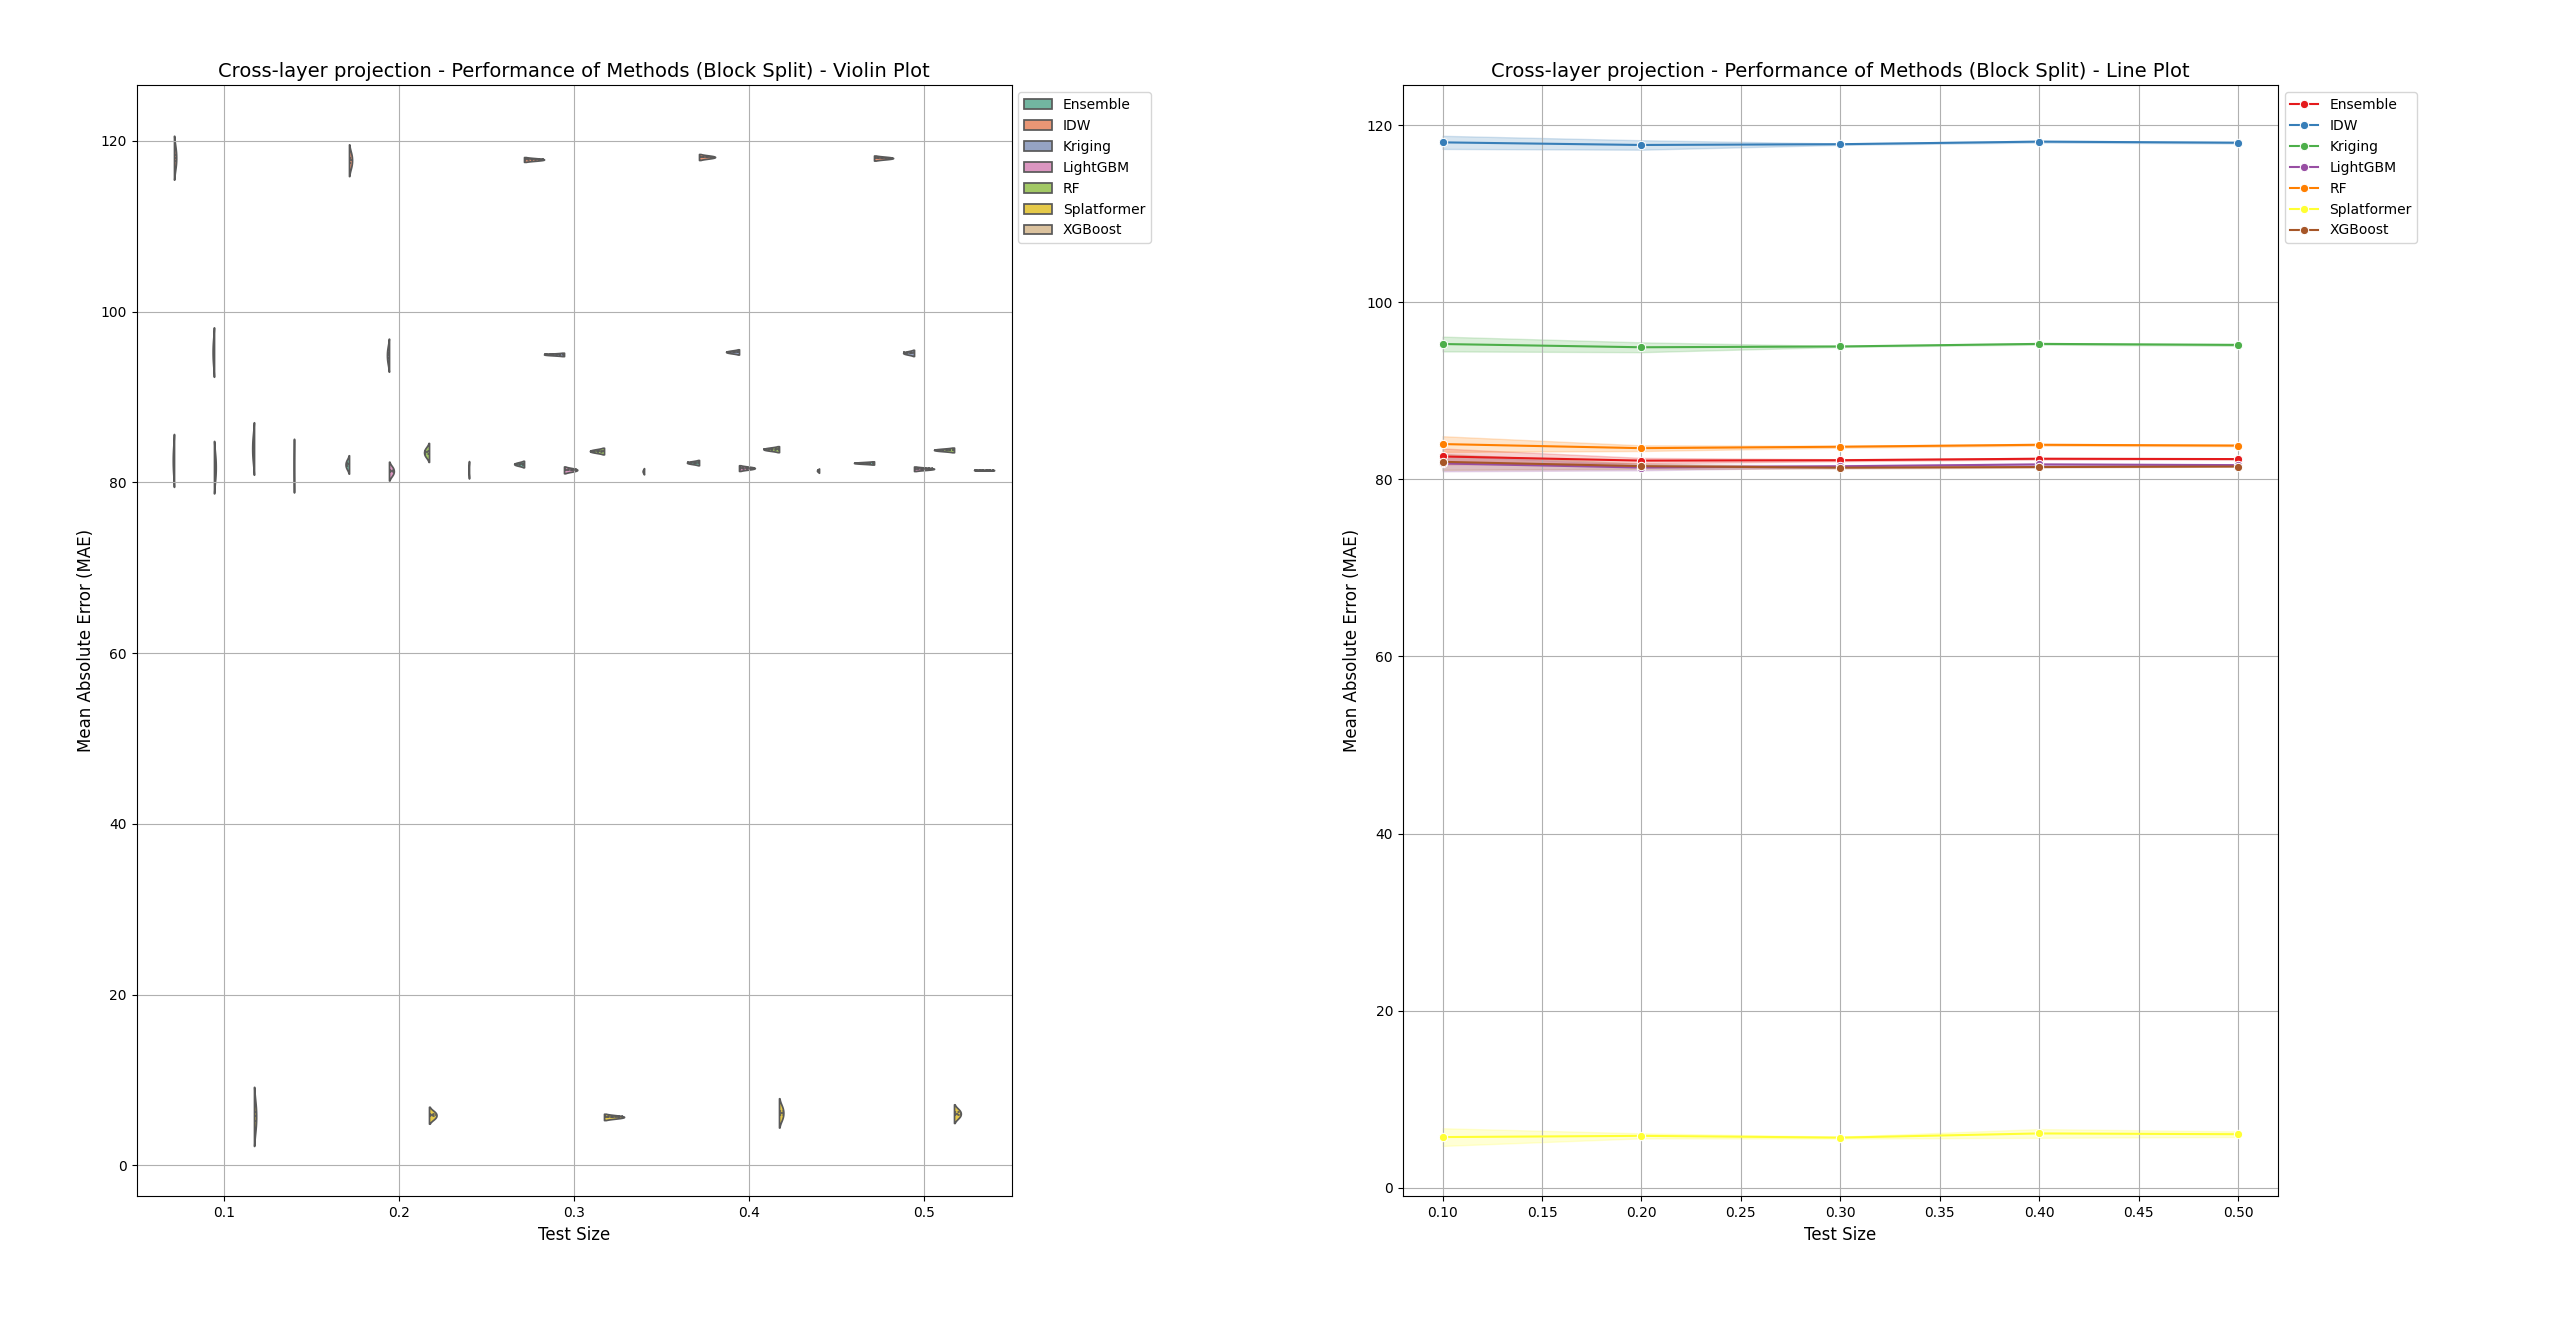 Cross-layer projection - Performance of Methods (Block Split) - Violin Plot
Mean Absolute Error (MAE)
120
100
80
60
40
20
0
0.1 0.2 0.3 0.4 0.5
Test Size
Ensemble
IDW
Kriging
LightGBM
RF
Splatformer
XGBoost
Cross-layer projection - Performance of Methods (Block Split) - Line Plot
Mean Absolute Error (MAE)
120
100
80
60
40
20
0
0.10 0.15 0.20 0.25 0.30 0.35 0.40 0.45 0.50
Test Size
Ensemble
IDW
Kriging
LightGBM
RF
Splatformer
XGBoost